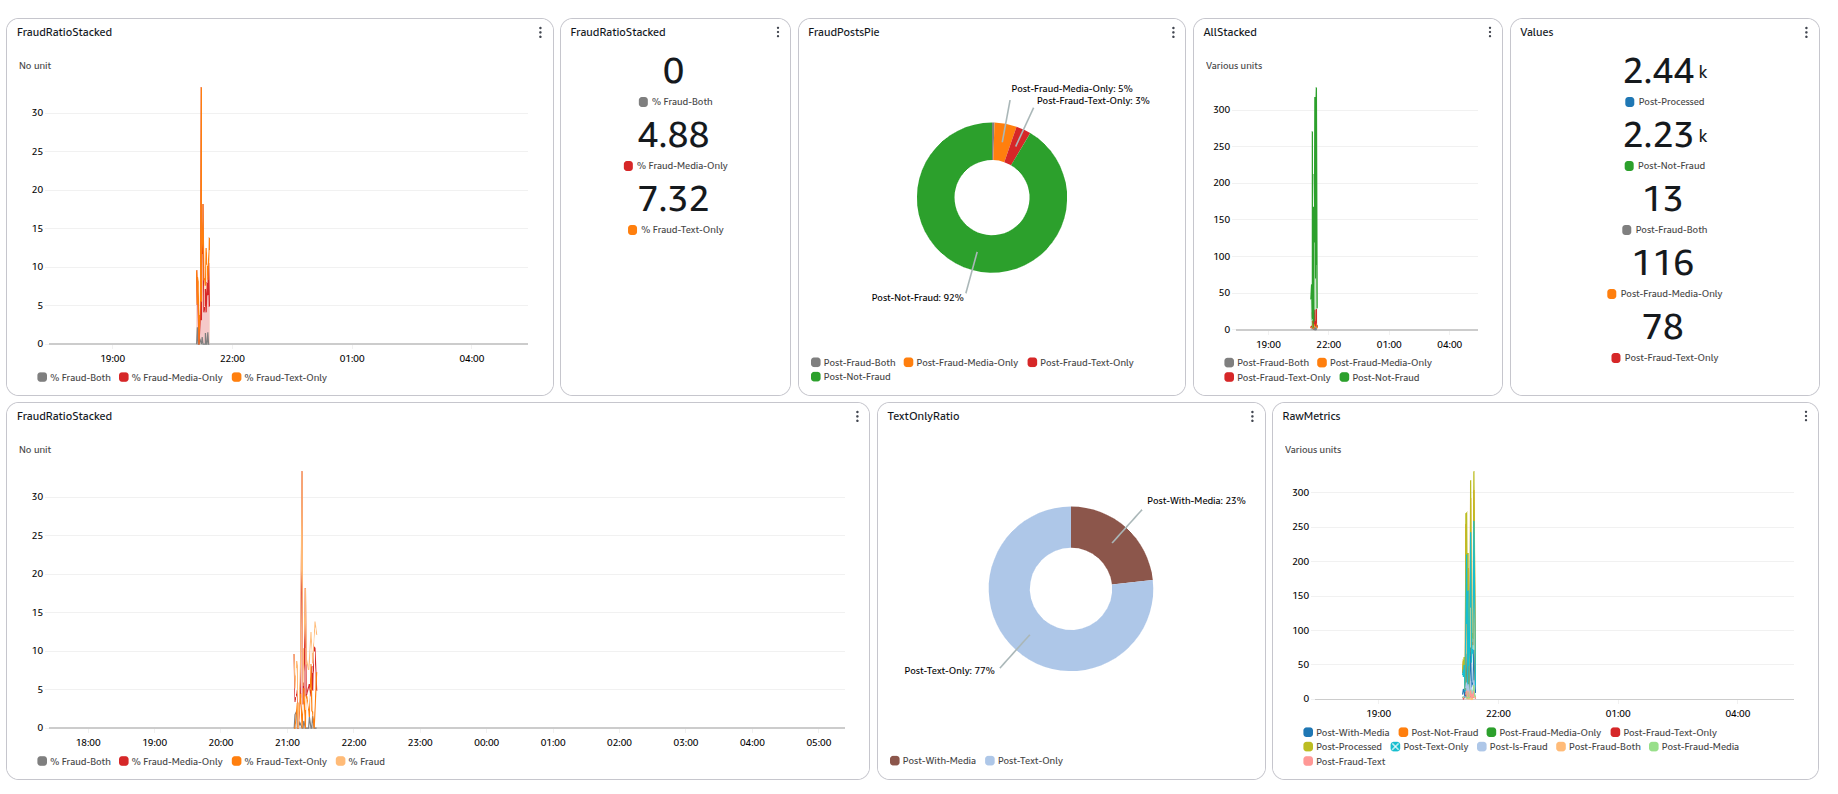 FraudRatioStacked
No unit
30
25
20
15
10
5
0
19:00 22:00 01:00 04:00
% Fraud-Both % Fraud-Media-Only % Fraud-Text-Only
FraudRatioStacked
0
% Fraud-Both
4.88
% Fraud-Media-Only
7.32
% Fraud-Text-Only
FraudPostsPie
Post-Fraud-Media-Only: 5%
Post-Fraud-Text-Only: 3%
Post-Not-Fraud: 92%
Post-Fraud-Both Post-Fraud-Media-Only Post-Fraud-Text-Only
Post-Not-Fraud
AllStacked
Various units
300
250
200
150
100
50
0
19:00 22:00 01:00 04:00
Post-Fraud-Both Post-Fraud-Media-Only
Post-Fraud-Text-Only Post-Not-Fraud
Values
2.44 k
Post-Processed
2.23 k
Post-Not-Fraud
13
Post-Fraud-Both
116
Post-Fraud-Media-Only
78
Post-Fraud-Text-Only
FraudRatioStacked
No unit
30
25
20
15
10
5
0
18:00 19:00 20:00 21:00 22:00 23:00 00:00 01:00 02:00 03:00 04:00 05:00
% Fraud-Both % Fraud-Media-Only % Fraud-Text-Only % Fraud
TextOnlyRatio
Post-With-Media: 23%
Post-Text-Only: 77%
Post-With-Media Post-Text-Only
RawMetrics
Various units
300
250
200
150
100
50
0
19:00 22:00 01:00 04:00
Post-With-Media Post-Not-Fraud Post-Fraud-Media-Only Post-Fraud-Text-Only
Post-Processed Post-Text-Only Post-Is-Fraud Post-Fraud-Both Post-Fraud-Media
Post-Fraud-Text